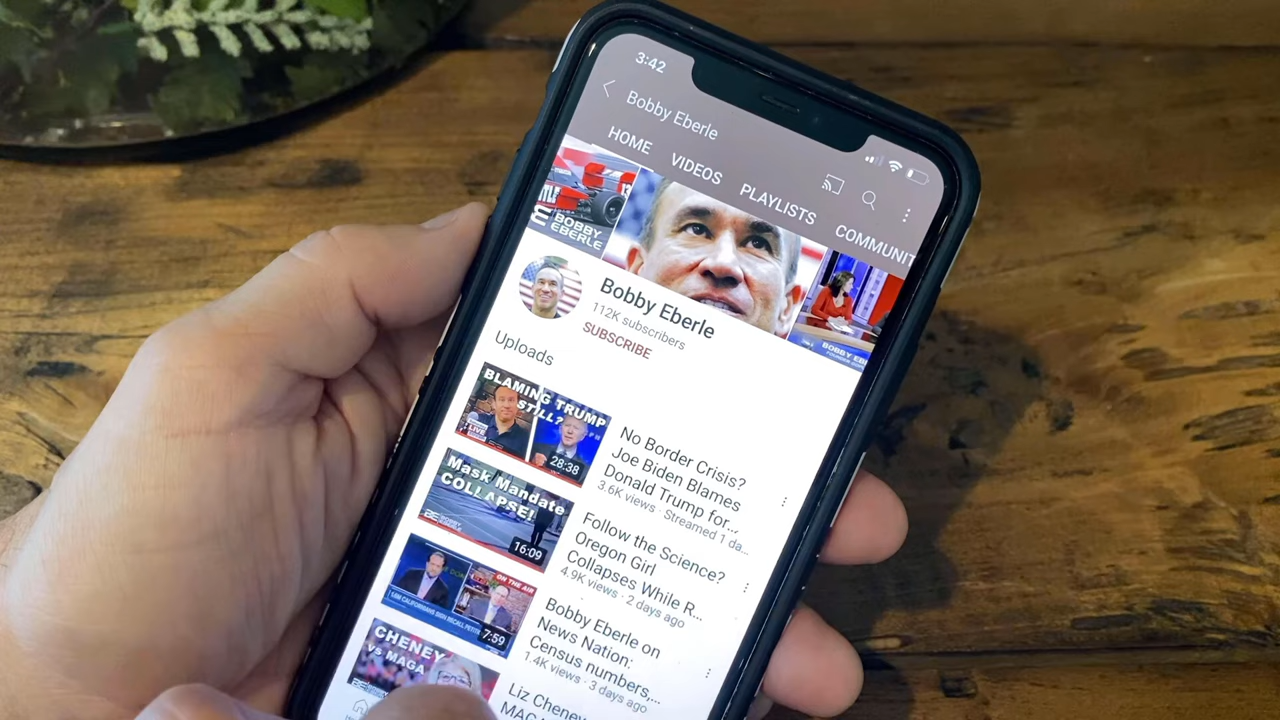 3:42
Bobby Eberle
HOME VIDEOS PLAYLISTS COMMUNIT
BOBBY
EBERLE
Bobby Eberle
112K subscribers
SUBSCRIBE
Uploads
BLAMING TRUMP
STILL?
LIVE
28:38
No Border Crisis?
Joe Biden Blames
Donald Trump for...
3.6K views · Streamed 1 da...
Mask Mandate
COLLAPSE!
16:09
Follow the Science?
Oregon Girl
Collapses While R...
4.9K views · 2 days ago
ON THE AIR
7:59
Bobby Eberle on
News Nation:
Census numbers,...
1.4K views · 3 days ago
CHENEY
vs MAGA
Liz Cheney